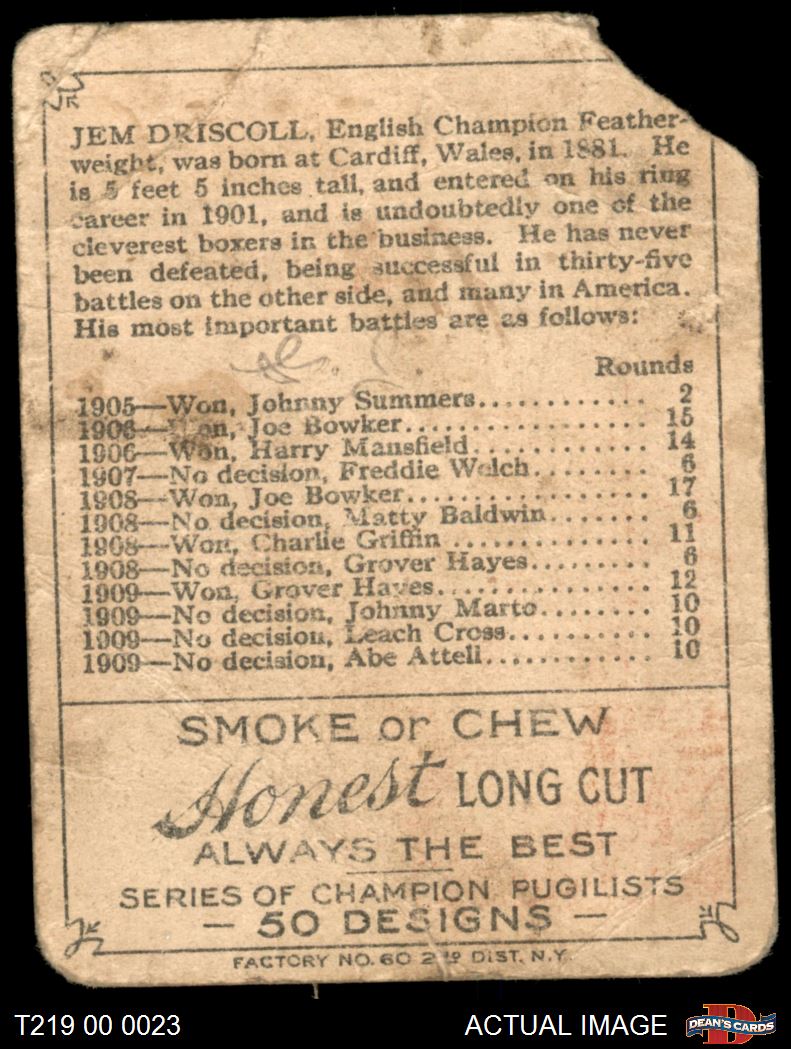 JEM DRISCOLL, English Champion Feather-
weight, was born at Cardiff, Wales, in 1881. He
is 5 feet 5 inches tall, and entered on his ring
career in 1901, and is undoubtedly one of the
cleverest boxers in the business. He has never
been defeated, being successful in thirty-five
battles on the other side, and many in America.
His most important battles are as follows:
Rounds
1905—Won, Johnny Summers............ 2
1906—Won, Joe Bowker................ 15
1906—Won, Harry Mansfield............ 14
1907—No decision, Freddie Welch........ 6
1908—Won, Joe Bowker................ 17
1908—No decision, Matty Baldwin....... 6
1908—Won, Charlie Griffin .............. 11
1908—No decision, Grover Hayes........ 6
1909—Won, Grover Hayes.............. 12
1909—No decision, Johnny Marto........ 10
1909—No decision, Leach Cross.......... 10
1909—No decision, Abe Attell............ 10
SMOKE or CHEW
Honest LONG CUT
ALWAYS THE BEST
SERIES OF CHAMPION PUGILISTS
— 50 DESIGNS —
FACTORY NO. 60 2ND DIST. N.Y.
T219 00 0023
ACTUAL IMAGE
DEAN'S CARDS